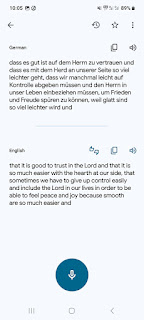 10:05
89%
German
dass es gut ist auf dem Herrn zu vertrauen und
dass es mit dem Herd an unserer Seite so viel
leichter geht, dass wir manchmal leicht auf
Kontrolle abgeben müssen und den Herrn in
unser Leben einbeziehen müssen, um Frieden
und Freude spüren zu können, weil glatt sind
so viel leichter wird und
English
that it is good to trust in the Lord and that it is
so much easier with the hearth at our side, that
sometimes we have to give up control easily
and include the Lord in our lives in order to be
able to feel peace and joy because smooth
are so much easier and